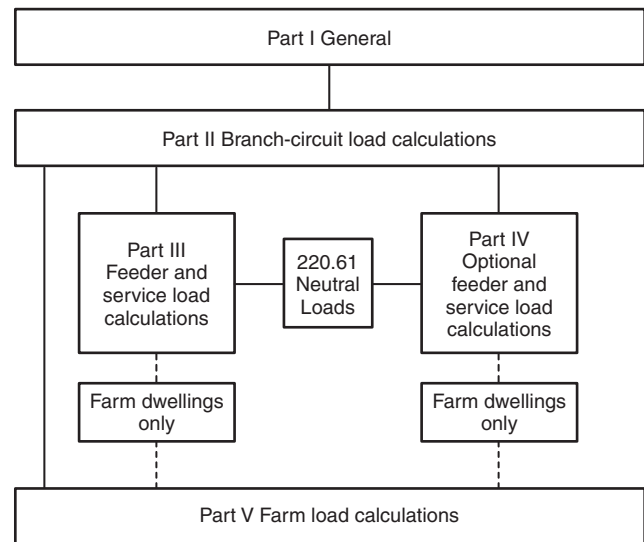 Part I General
Part II Branch-circuit load calculations
Part III
Feeder and
service load
calculations
220.61
Neutral
Loads
Part IV
Optional
feeder and
service load
calculations
Farm dwellings
only
Farm dwellings
only
Part V Farm load calculations